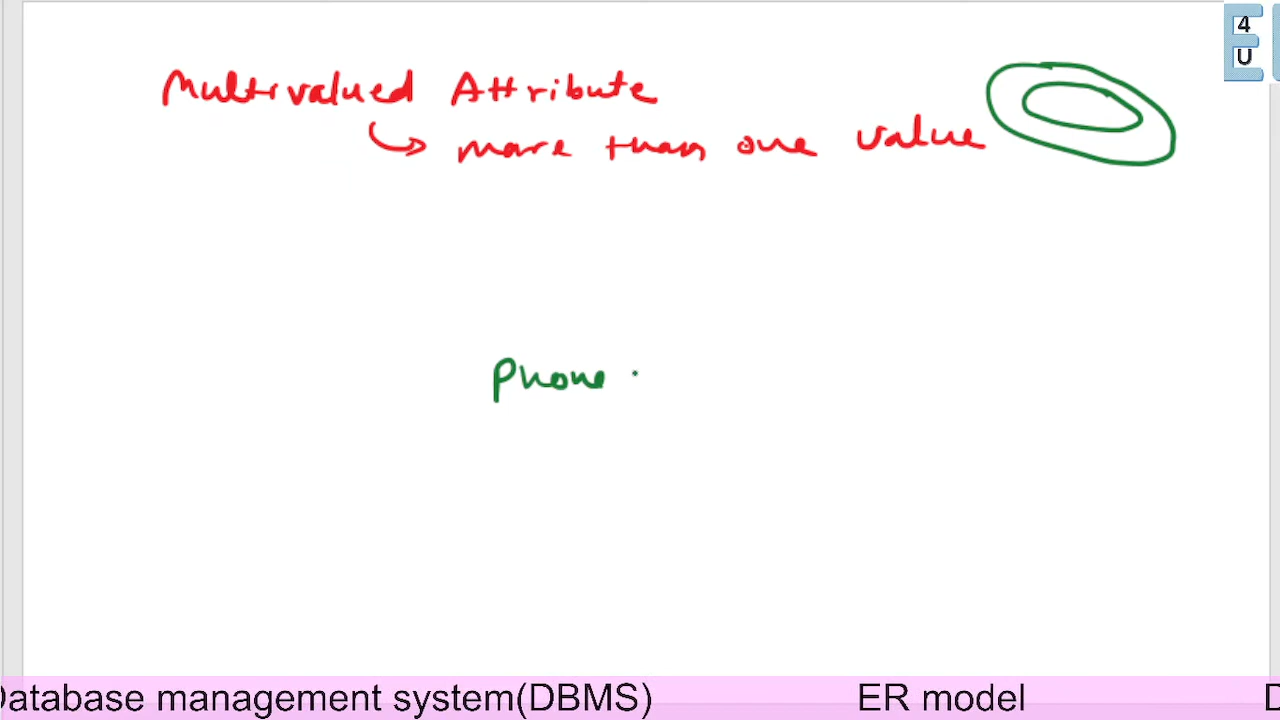 4
U
Multivalued Attribute
more than one value
Phone .
Database management system(DBMS) ER model D